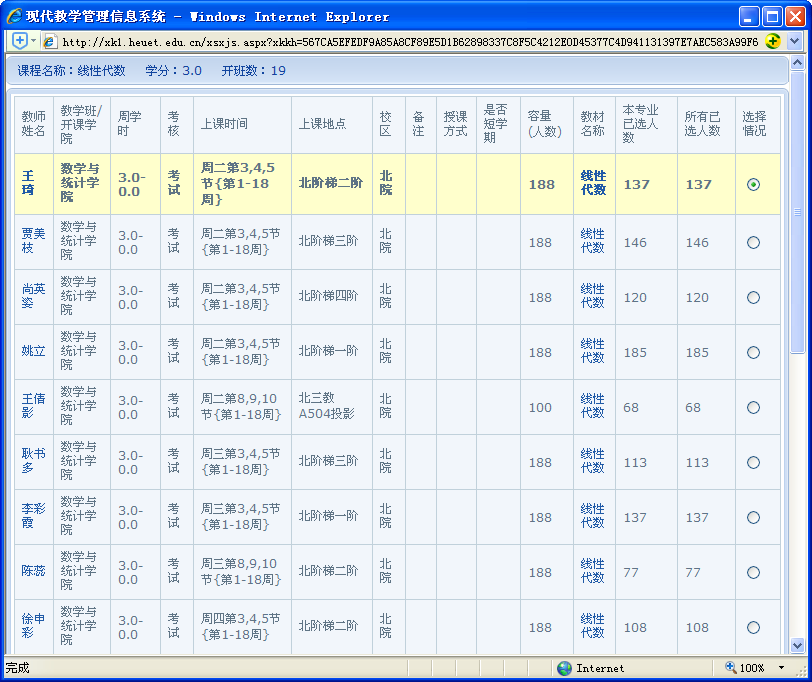 现代教学管理信息系统 - Windows Internet Explorer
http://xk1.heuet.edu.cn/xsxjs.aspx?xkkh=567CA5EFEDF9A85A8CF89E5D1B62898337C8F5C4212E0D45377C4D941131397E7AEC583A99F6
课程名称：线性代数 学分：3.0 开班数：19
教师姓名 教学班/开课学院 周学时 考核 上课时间 上课地点 校区 备注 授课方式 是否短学期 容量(人数) 教材名称 本专业已选人数 所有已选人数 选择情况
王琦 数学与统计学院 3.0-0.0 考试 周二第3,4,5节{第1-18周} 北阶梯二阶 北院 188 线性代数 137 137
贾美枝 数学与统计学院 3.0-0.0 考试 周二第3,4,5节{第1-18周} 北阶梯三阶 北院 188 线性代数 146 146
尚英姿 数学与统计学院 3.0-0.0 考试 周二第3,4,5节{第1-18周} 北阶梯四阶 北院 188 线性代数 120 120
姚立 数学与统计学院 3.0-0.0 考试 周二第3,4,5节{第1-18周} 北阶梯一阶 北院 188 线性代数 185 185
王倩影 数学与统计学院 3.0-0.0 考试 周二第8,9,10节{第1-18周} 北三教A504投影 北院 100 线性代数 68 68
耿书多 数学与统计学院 3.0-0.0 考试 周三第3,4,5节{第1-18周} 北阶梯三阶 北院 188 线性代数 113 113
李彩霞 数学与统计学院 3.0-0.0 考试 周三第3,4,5节{第1-18周} 北阶梯一阶 北院 188 线性代数 137 137
陈蕊 数学与统计学院 3.0-0.0 考试 周三第8,9,10节{第1-18周} 北阶梯二阶 北院 188 线性代数 77 77
徐申彩 数学与统计学院 3.0-0.0 考试 周四第3,4,5节{第1-18周} 北阶梯二阶 北院 188 线性代数 108 108
完成 Internet 100%